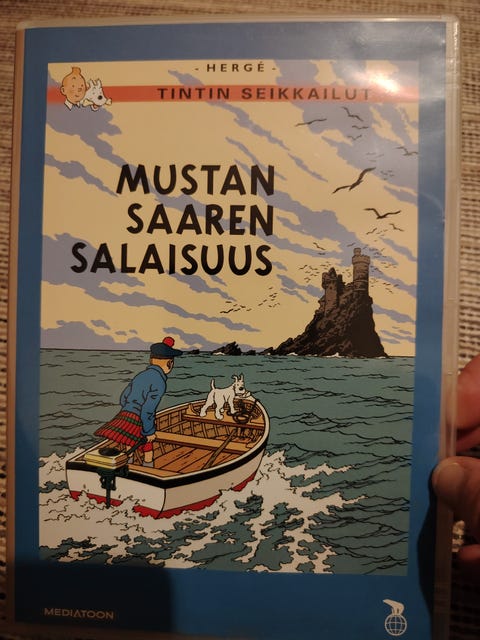 - HERGÉ -
TINTIN SEIKKAILUT
MUSTAN
SAAREN
SALAISUUS
MEDIATOON